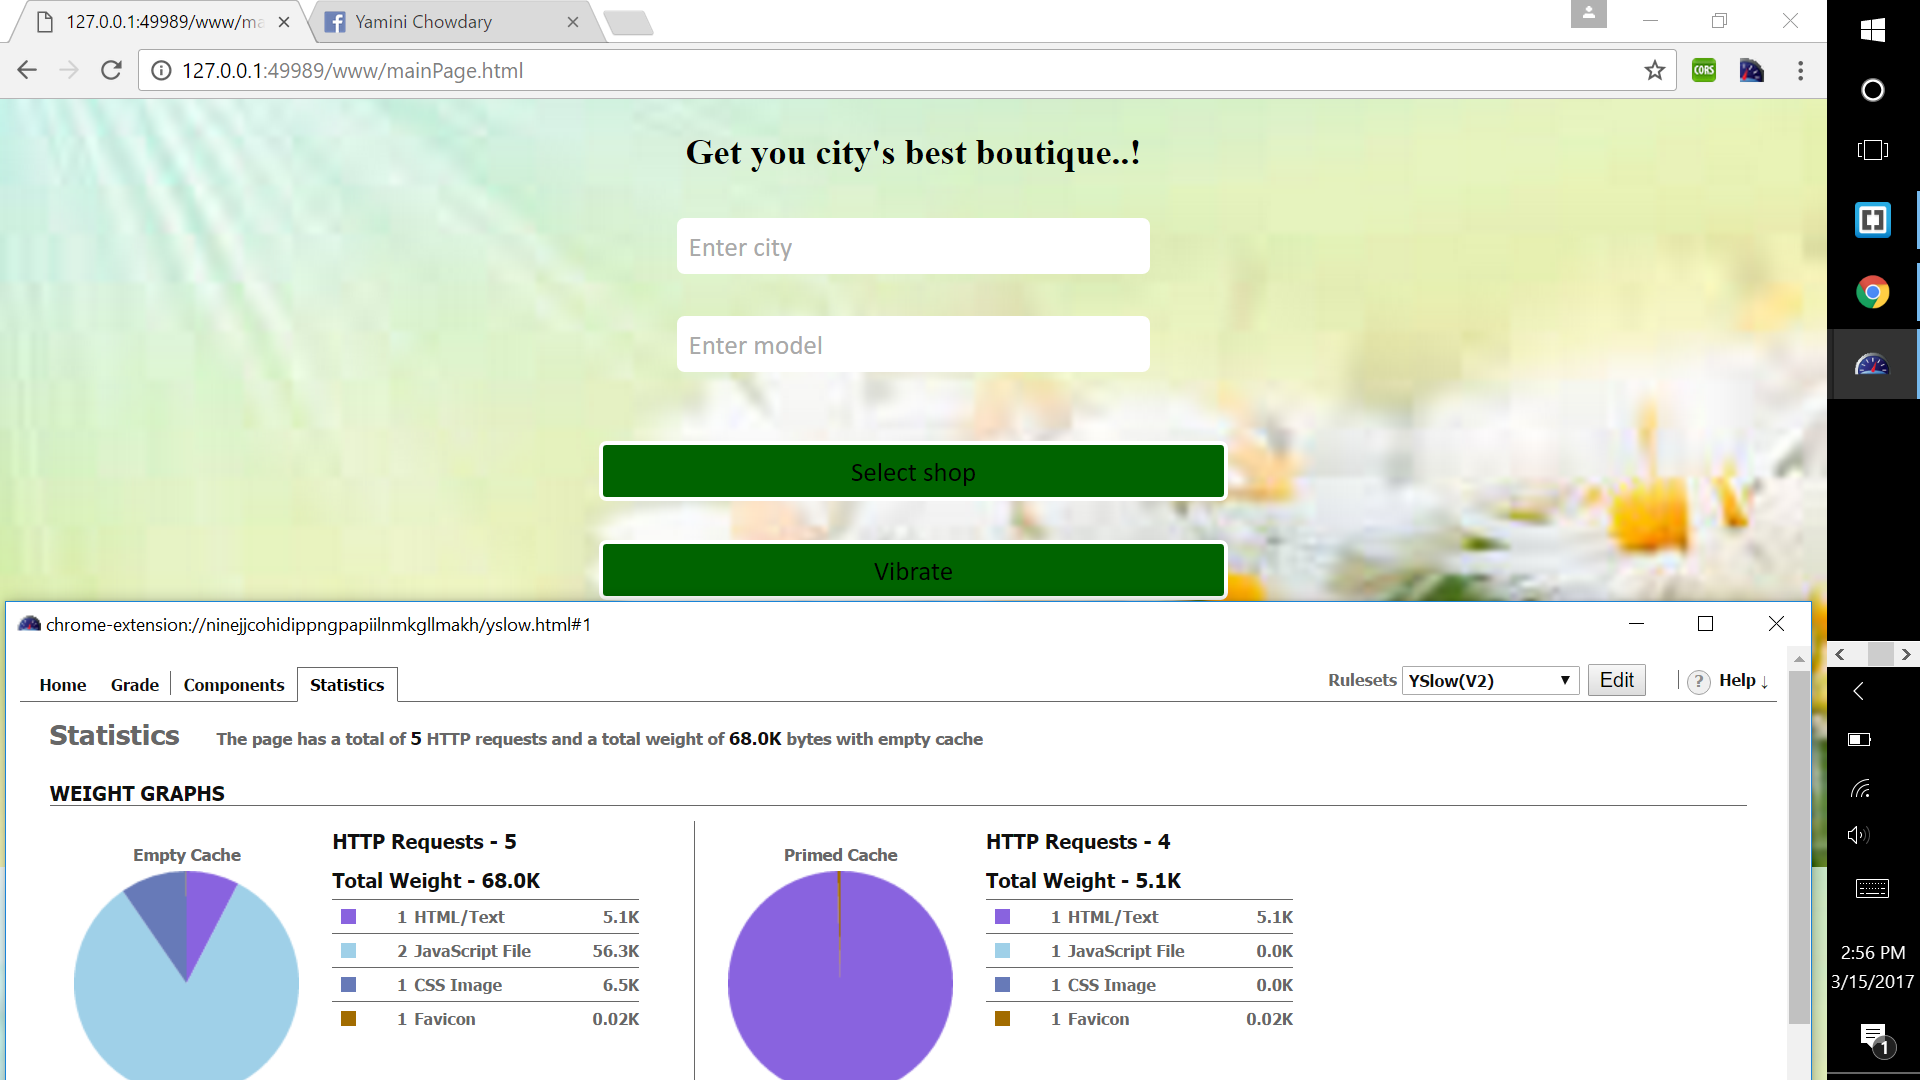 127.0.0.1:49989/www/ma
Yamini Chowdary
127.0.0.1:49989/www/mainPage.html
CORS
Get you city's best boutique..!
Enter city
Enter model
Select shop
Vibrate
chrome-extension://ninejjcohidippngpapiilnmkgllmakh/yslow.html#1
Home Grade Components Statistics Rulesets YSlow(V2) Edit ? Help ↓
Statistics The page has a total of 5 HTTP requests and a total weight of 68.0K bytes with empty cache
WEIGHT GRAPHS
Empty Cache
HTTP Requests - 5
Total Weight - 68.0K
1 HTML/Text 5.1K
2 JavaScript File 56.3K
1 CSS Image 6.5K
1 Favicon 0.02K
Primed Cache
HTTP Requests - 4
Total Weight - 5.1K
1 HTML/Text 5.1K
1 JavaScript File 0.0K
1 CSS Image 0.0K
1 Favicon 0.02K
2:56 PM
3/15/2017
1